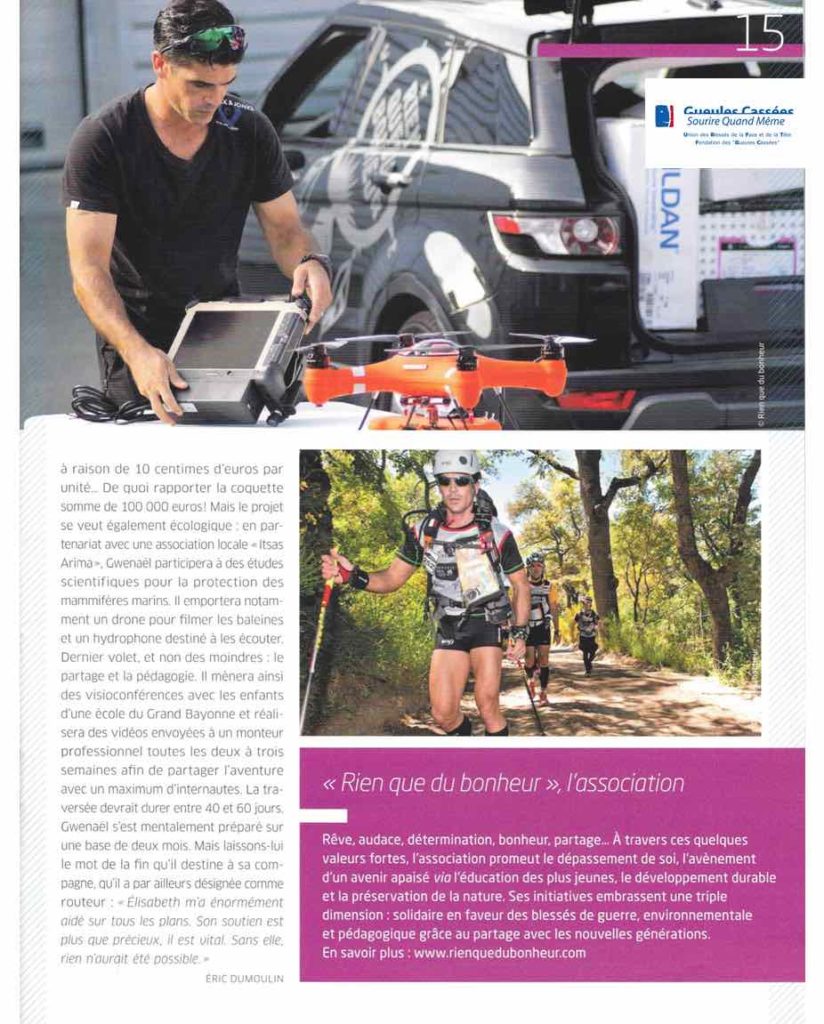 15
Gueules Cassées
Sourire Quand Même
Union des Blessés de la Face et de la Tête
Fondation des "Gueules Cassées"
ILDAN
© Rien que du bonheur
à raison de 10 centimes d'euros par
unité... De quoi rapporter la coquette
somme de 100 000 euros! Mais le projet
se veut également écologique : en par-
tenariat avec une association locale « Itsas
Arima », Gwenaël participera à des études
scientifiques pour la protection des
mammifères marins. Il emportera notam-
ment un drone pour filmer les baleines
et un hydrophone destiné à les écouter.
Dernier volet, et non des moindres : le
partage et la pédagogie. Il mènera ainsi
des visioconférences avec les enfants
d'une école du Grand Bayonne et réali-
sera des vidéos envoyées à un monteur
professionnel toutes les deux à trois
semaines afin de partager l'aventure
avec un maximum d'internautes. La tra-
versée devrait durer entre 40 et 60 jours.
Gwenaël s'est mentalement préparé sur
une base de deux mois. Mais laissons-lui
le mot de la fin qu'il destine à sa com-
pagne, qu'il a par ailleurs désignée comme
routeur : « Élisabeth m'a énormément
aidé sur tous les plans. Son soutien est
plus que précieux, il est vital. Sans elle,
rien n'aurait été possible. »
ÉRIC DUMOULIN
« Rien que du bonheur », l'association
Rêve, audace, détermination, bonheur, partage... À travers ces quelques
valeurs fortes, l'association promeut le dépassement de soi, l'avènement
d'un avenir apaisé via l'éducation des plus jeunes, le développement durable
et la préservation de la nature. Ses initiatives embrassent une triple
dimension : solidaire en faveur des blessés de guerre, environnementale
et pédagogique grâce au partage avec les nouvelles générations.
En savoir plus : www.rienquedubonheur.com